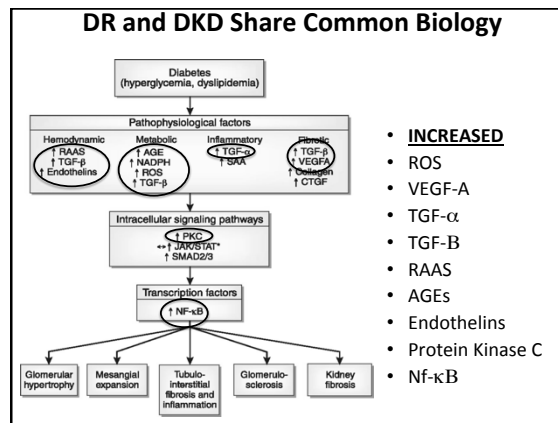 DR and DKD Share Common Biology
Diabetes
(hyperglycemia, dyslipidemia)
Pathophysiological factors
Hemodynamic
↑ RAAS
↑ TGF-β
↑ Endothelins
Metabolic
↑ AGE
↑ NADPH
↑ ROS
↑ TGF-β
Inflammatory
↑ TGF-α
↑ SAA
Fibrotic
↑ TGF-β
↑ VEGFA
↑ Collagen
↑ CTGF
Intracellular signaling pathways
↑ PKC
↔↑ JAK/STAT*
↑ SMAD2/3
Transcription factors
↑ NF-κB
Glomerular
hypertrophy
Mesangial
expansion
Tubulo-
interstitial
fibrosis and
inflammation
Glomerulo-
sclerosis
Kidney
fibrosis
• INCREASED
• ROS
• VEGF-A
• TGF-α
• TGF-B
• RAAS
• AGEs
• Endothelins
• Protein Kinase C
• Nf-κB